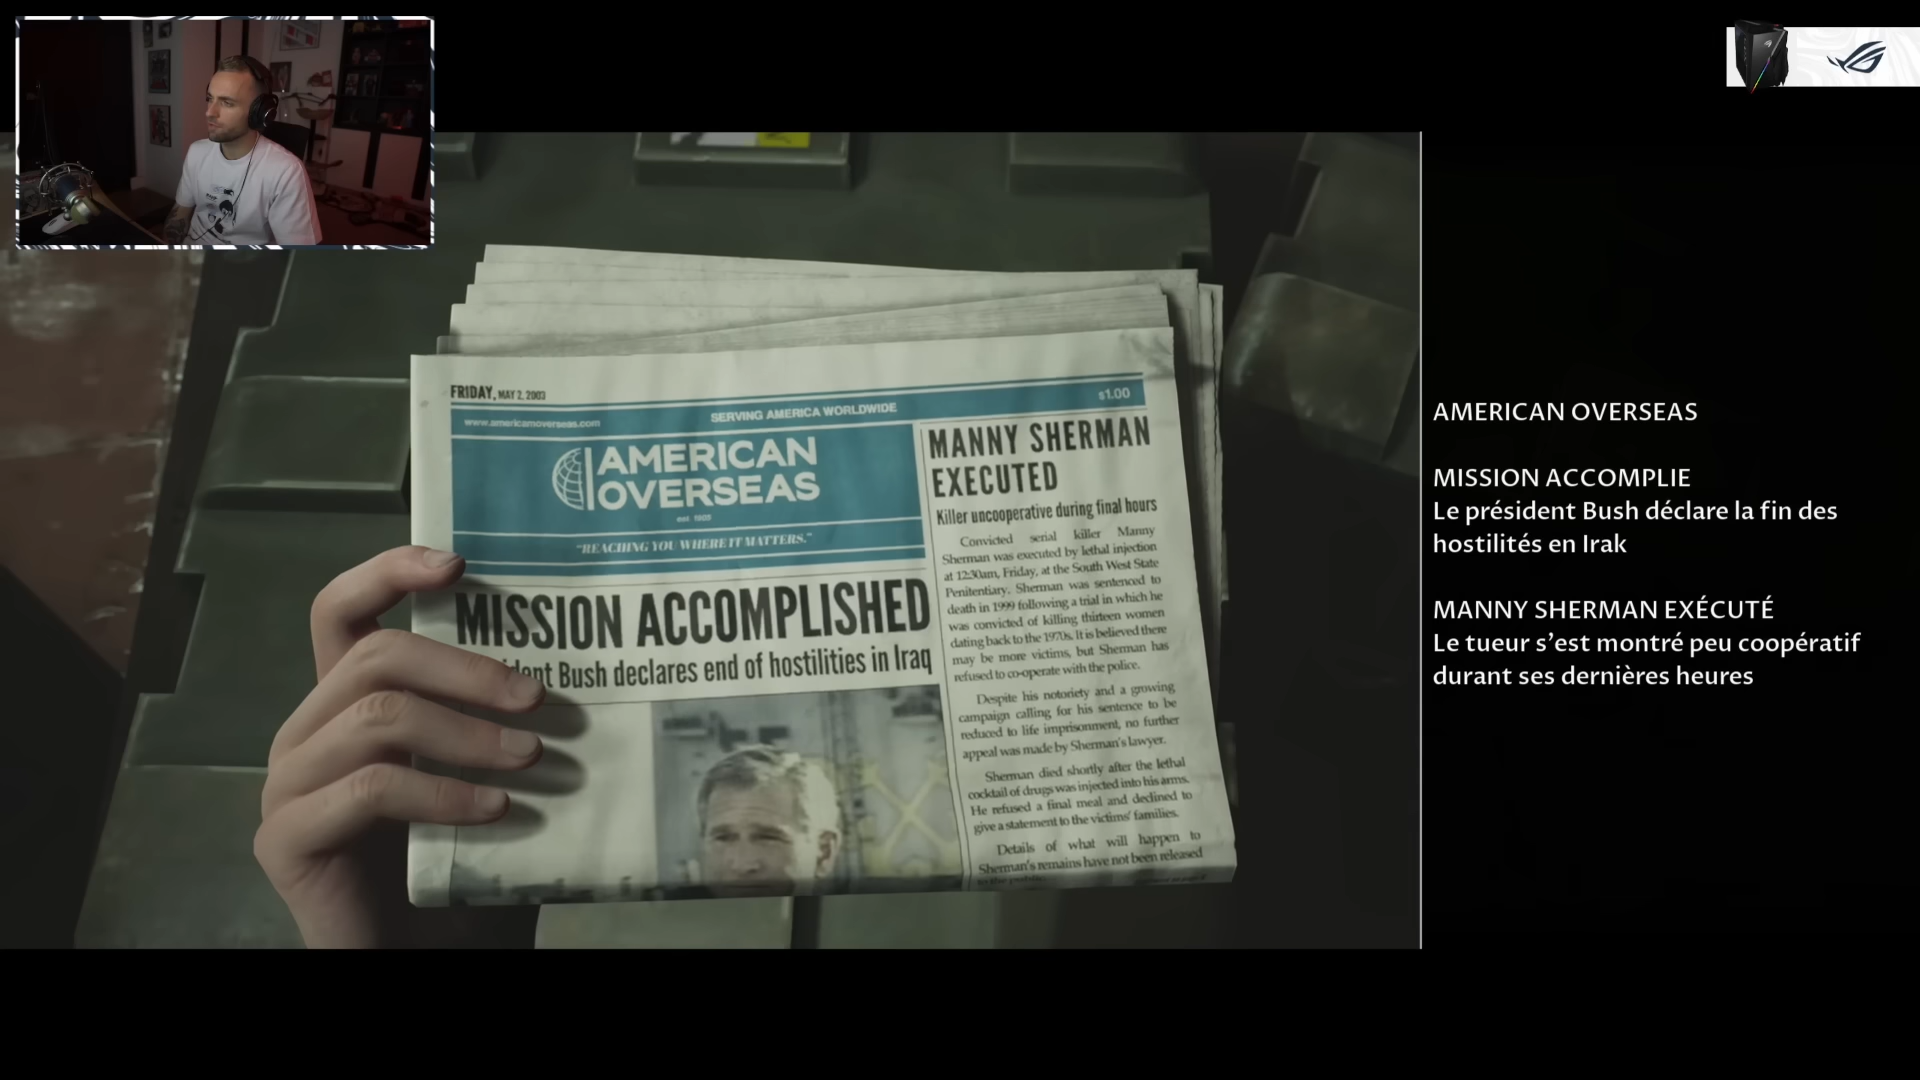 FRIDAY, MAY 2, 2003
www.americanoverseas.com
SERVING AMERICA WORLDWIDE
$1.00
AMERICAN
OVERSEAS
est 1909
"REACHING YOU WHERE IT MATTERS."
MISSION ACCOMPLISHED
dent Bush declares end of hostilities in Iraq
MANNY SHERMAN
EXECUTED
Killer uncooperative during final hours
Convicted serial killer Manny
Sherman was executed by lethal injection
at 12:30am, Friday, at the South West State
Penitentiary. Sherman was sentenced to
death in 1999 following a trial in which he
was convicted of killing thirteen women
dating back to the 1970s. It is believed there
may be more victims, but Sherman has
refused to co-operate with the police.
Despite his notoriety and a growing
campaign calling for his sentence to be
reduced to life imprisonment, no further
appeal was made by Sherman's lawyer.
Sherman died shortly after the lethal
cocktail of drugs was injected into his arms.
He refused a final meal and declined to
give a statement to the victims' families.
Details of what will happen to
Sherman's remains have not been released
to the public.
AMERICAN OVERSEAS
MISSION ACCOMPLIE
Le président Bush déclare la fin des
hostilités en Irak
MANNY SHERMAN EXÉCUTÉ
Le tueur s'est montré peu coopératif
durant ses dernières heures